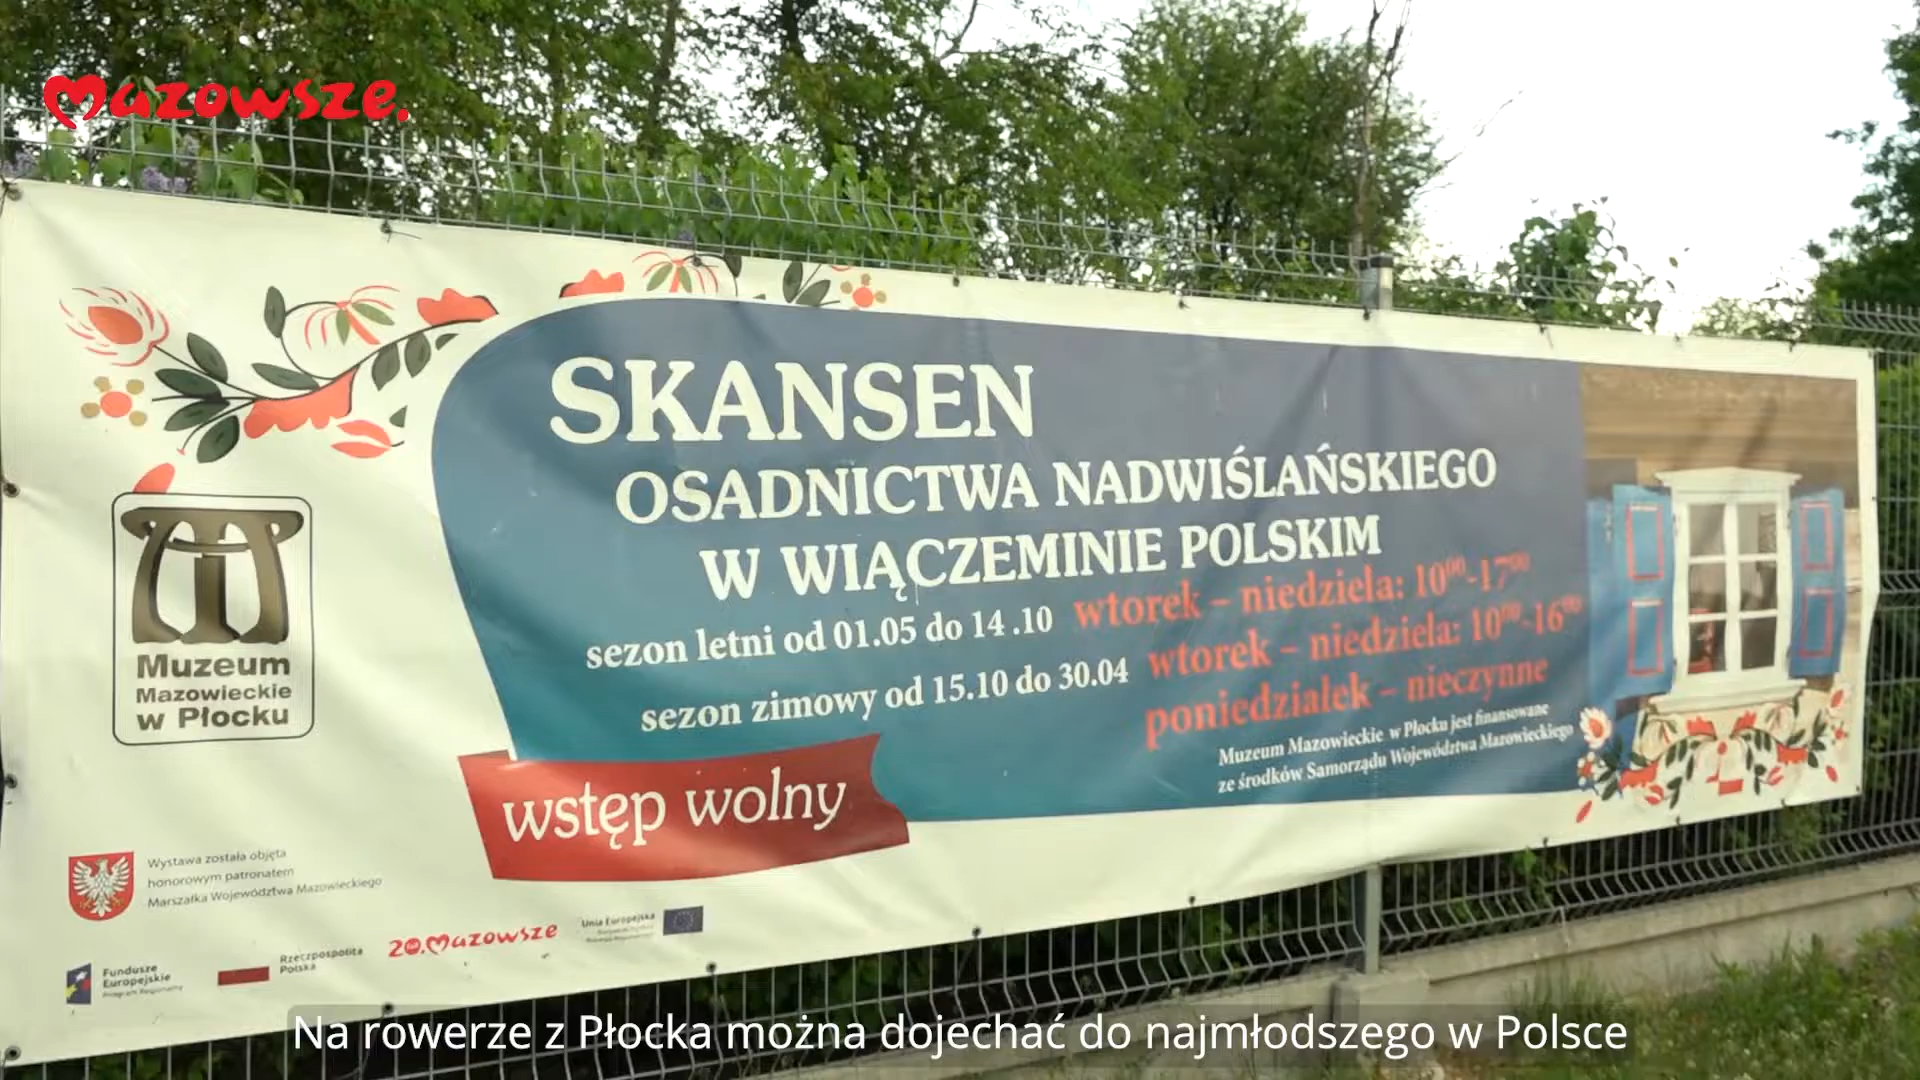 Mazowsze.
SKANSEN
OSADNICTWA NADWIŚLAŃSKIEGO
W WIĄCZEMINIE POLSKIM
sezon letni od 01.05 do 14.10 wtorek – niedziela: 10⁰⁰-17⁰⁰
sezon zimowy od 15.10 do 30.04 wtorek – niedziela: 10⁰⁰-16⁰⁰
poniedziałek – nieczynne
Muzeum Mazowieckie w Płocku jest finansowane
ze środków Samorządu Województwa Mazowieckiego
wstęp wolny
Muzeum
Mazowieckie
w Płocku
Wystawa została objęta
honorowym patronatem
Marszałka Województwa Mazowieckiego
Fundusze
Europejskie
Program Regionalny
Rzeczpospolita
Polska
20.Mazowsze
Unia Europejska
Na rowerze z Płocka można dojechać do najmłodszego w Polsce